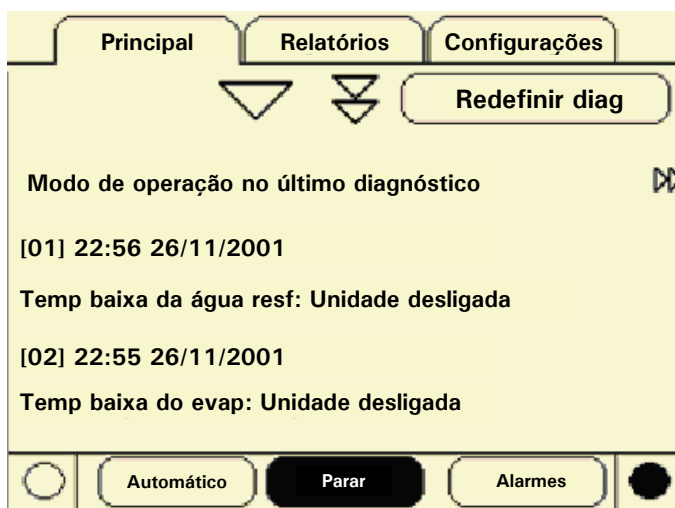 Principal Relatórios Configurações
Redefinir diag
Modo de operação no último diagnóstico
[01] 22:56 26/11/2001
Temp baixa da água resf: Unidade desligada
[02] 22:55 26/11/2001
Temp baixa do evap: Unidade desligada
Automático Parar Alarmes